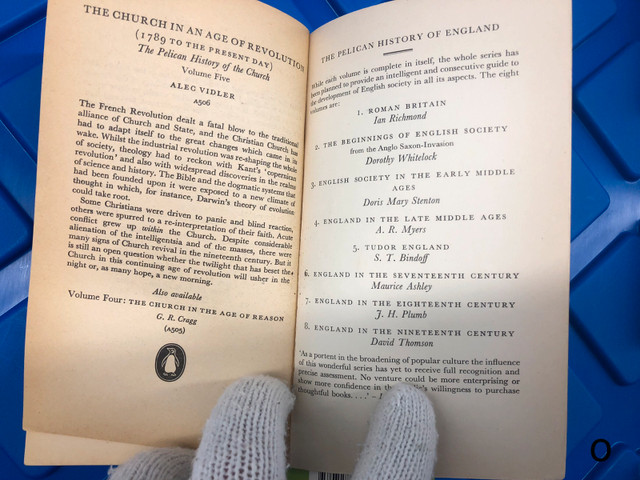 THE CHURCH IN AN AGE OF REVOLUTION
(1789 TO THE PRESENT DAY)
The Pelican History of the Church
Volume Five
ALEC VIDLER
A506
The French Revolution dealt a fatal blow to the traditional
alliance of Church and State, and the Christian Church has
had to adapt itself to the great changes which came in its
wake. Whilst the industrial revolution was re-shaping the whole
of society, theology had to reckon with Kant's 'copernican
revolution' and also with widespread discoveries in the realms
of science and history. The Bible and the dogmatic systems that
had been founded upon it were exposed to a new climate of
thought in which, for instance, Darwin's theory of evolution
could take root.
Some Christians were driven to panic and blind reaction,
others were spurred to a re-interpretation of their faith. Acute
conflict grew up within the Church. Despite considerable
alienation of the intelligentsia and of the masses, there were
many signs of Church revival in the nineteenth century. But it
is still an open question whether the twilight that has beset the
Church in this continuing age of revolution will usher in the
night or, as many hope, a new morning.
Also available
Volume Four: THE CHURCH IN THE AGE OF REASON
G. R. Cragg
(A505)
THE PELICAN HISTORY OF ENGLAND
While each volume is complete in itself, the whole series has
been planned to provide an intelligent and consecutive guide to
the development of English society in all its aspects. The eight
volumes are:
1. ROMAN BRITAIN
Ian Richmond
2. THE BEGINNINGS OF ENGLISH SOCIETY
from the Anglo Saxon-Invasion
Dorothy Whitelock
3. ENGLISH SOCIETY IN THE EARLY MIDDLE
AGES
Doris Mary Stenton
4. ENGLAND IN THE LATE MIDDLE AGES
A. R. Myers
5. TUDOR ENGLAND
S. T. Bindoff
6. ENGLAND IN THE SEVENTEENTH CENTURY
Maurice Ashley
7. ENGLAND IN THE EIGHTEENTH CENTURY
J. H. Plumb
8. ENGLAND IN THE NINETEENTH CENTURY
David Thomson
'As a portent in the broadening of popular culture the influence
of this wonderful series has yet to receive full recognition and
precise assessment. No venture could be more enterprising or
show more confidence in the willingness to purchase
thoughtful books. . . .' –
O